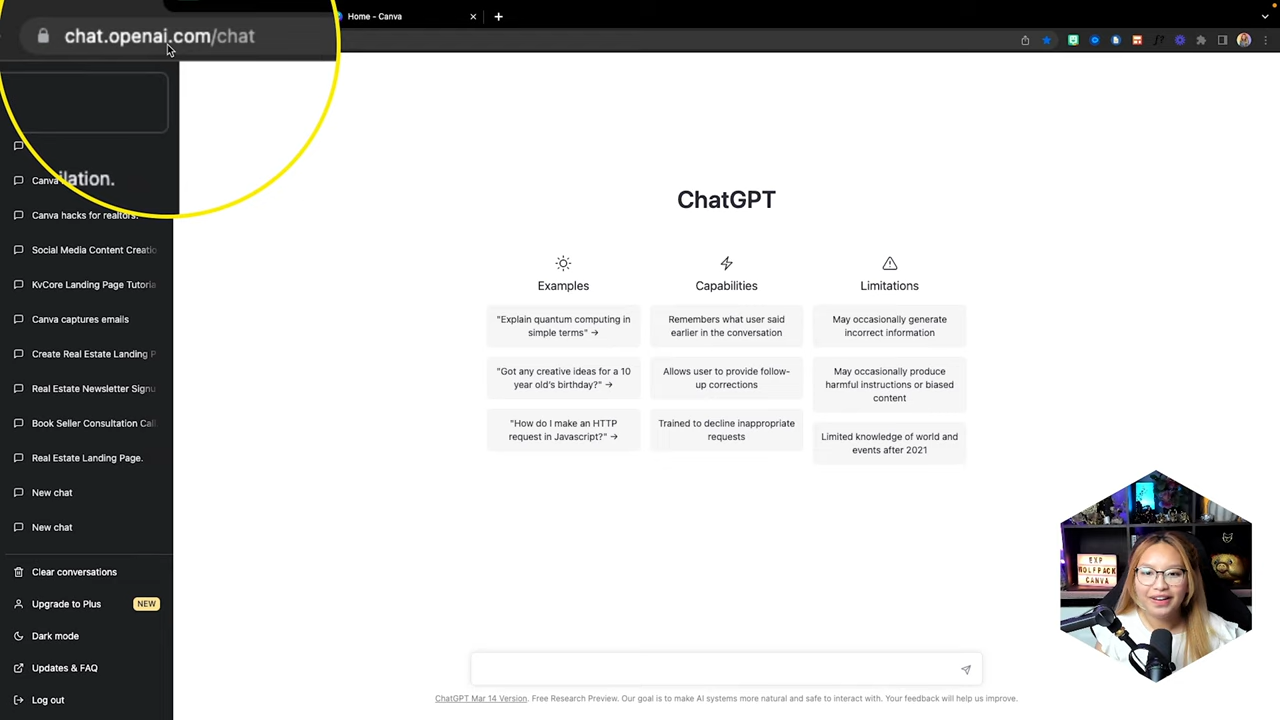 Home - Canva
chat.openai.com/chat
ilation.
Canva
Canva hacks for realtors.
Social Media Content Creatio
KvCore Landing Page Tutoria
Canva captures emails
Create Real Estate Landing P
Real Estate Newsletter Signu
Book Seller Consultation Call
Real Estate Landing Page.
New chat
New chat
Clear conversations
Upgrade to Plus NEW
Dark mode
Updates & FAQ
Log out
ChatGPT
Examples
"Explain quantum computing in
simple terms" →
"Got any creative ideas for a 10
year old's birthday?" →
"How do I make an HTTP
request in Javascript?" →
Capabilities
Remembers what user said
earlier in the conversation
Allows user to provide follow-
up corrections
Trained to decline inappropriate
requests
Limitations
May occasionally generate
incorrect information
May occasionally produce
harmful instructions or biased
content
Limited knowledge of world and
events after 2021
EXP
WOLFPACK
CANVA
ChatGPT Mar 14 Version. Free Research Preview. Our goal is to make AI systems more natural and safe to interact with. Your feedback will help us improve.